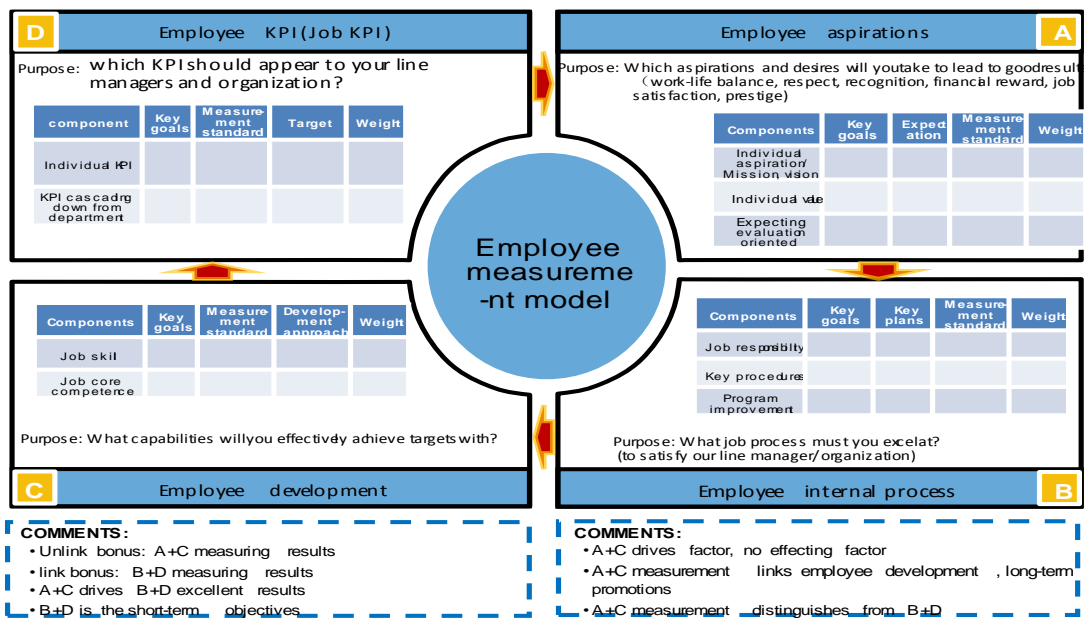 D
Employee KPI(Job KPI)
Purpose: which KPI should appear to your line
managers and organization?
component
Key
goals
Measure-
ment
standard
Target
Weight
Individual KPI
KPI cascading
down from
department
Employee aspirations
A
Purpose: Which aspirations and desires will youtake to lead to goodresult
(work-life balance, respect, recognition, financial reward, job
satisfaction, prestige)
Components
Key
goals
Expect
ation
Measure
ment
standard
Weight
Individual
aspiration/
Mission, vision
Individual value
Expecting
evaluation
oriented
Employee
measureme
-nt model
Components
Key
goals
Measure-
ment
standard
Develop-
ment
approach
Weight
Job skill
Job core
competence
Purpose: What capabilities willyou effectively achieve targets with?
C
Employee development
Components
Key
goals
Key
plans
Measure-
ment
standard
Weight
Job responsibility
Key procedures
Program
improvement
Purpose: What job process must you excelat?
(to satisfy our line manager/organization)
Employee internal process
B
COMMENTS:
• Unlink bonus: A+C measuring results
• link bonus: B+D measuring results
• A+C drives B+D excellent results
• B+D is the short-term objectives
COMMENTS:
• A+C drives factor, no effecting factor
• A+C measurement links employee development , long-term
promotions
• A+C measurement distinguishes from B+D